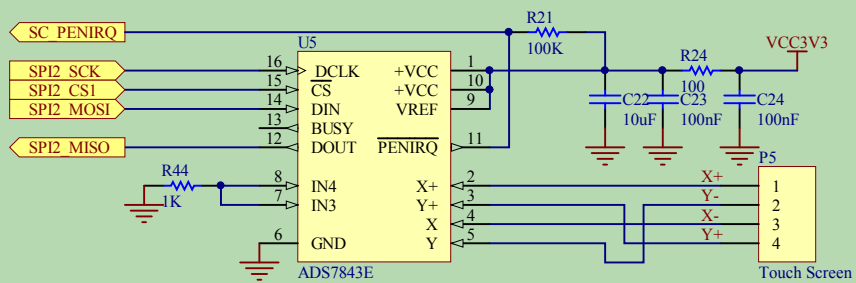 SC_PENIRQ
R21
100K
U5
VCC3V3
SPI2_SCK
16
DCLK
+VCC
1
R24
100
SPI2_CS1
15
CS
+VCC
10
SPI2_MOSI
14
DIN
VREF
9
C22
10uF
C23
100nF
C24
100nF
13
BUSY
SPI2_MISO
12
DOUT
PENIRQ
11
P5
R44
1K
8
IN4
X+
2
X+
1
7
IN3
Y+
3
Y-
2
X
4
X-
3
6
GND
Y
5
Y+
4
ADS7843E
Touch Screen